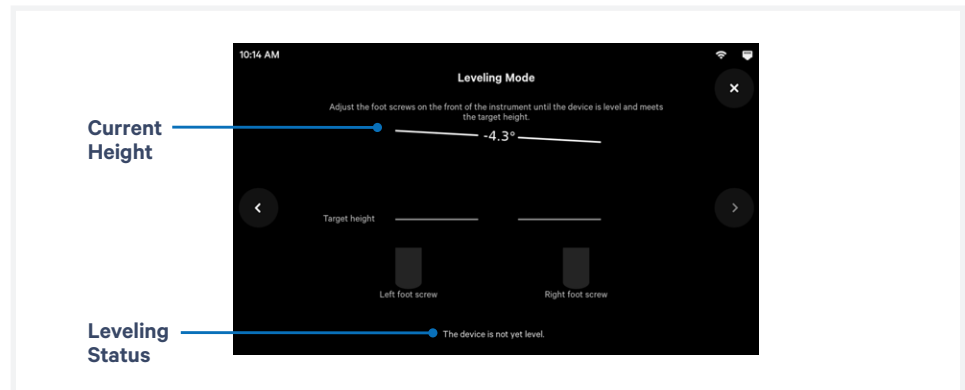 10:14 AM
Leveling Mode
Adjust the foot screws on the front of the instrument until the device is level and meets
the target height.
Current
Height
-4.3°
Target height
Left foot screw
Right foot screw
Leveling
Status
The device is not yet level.